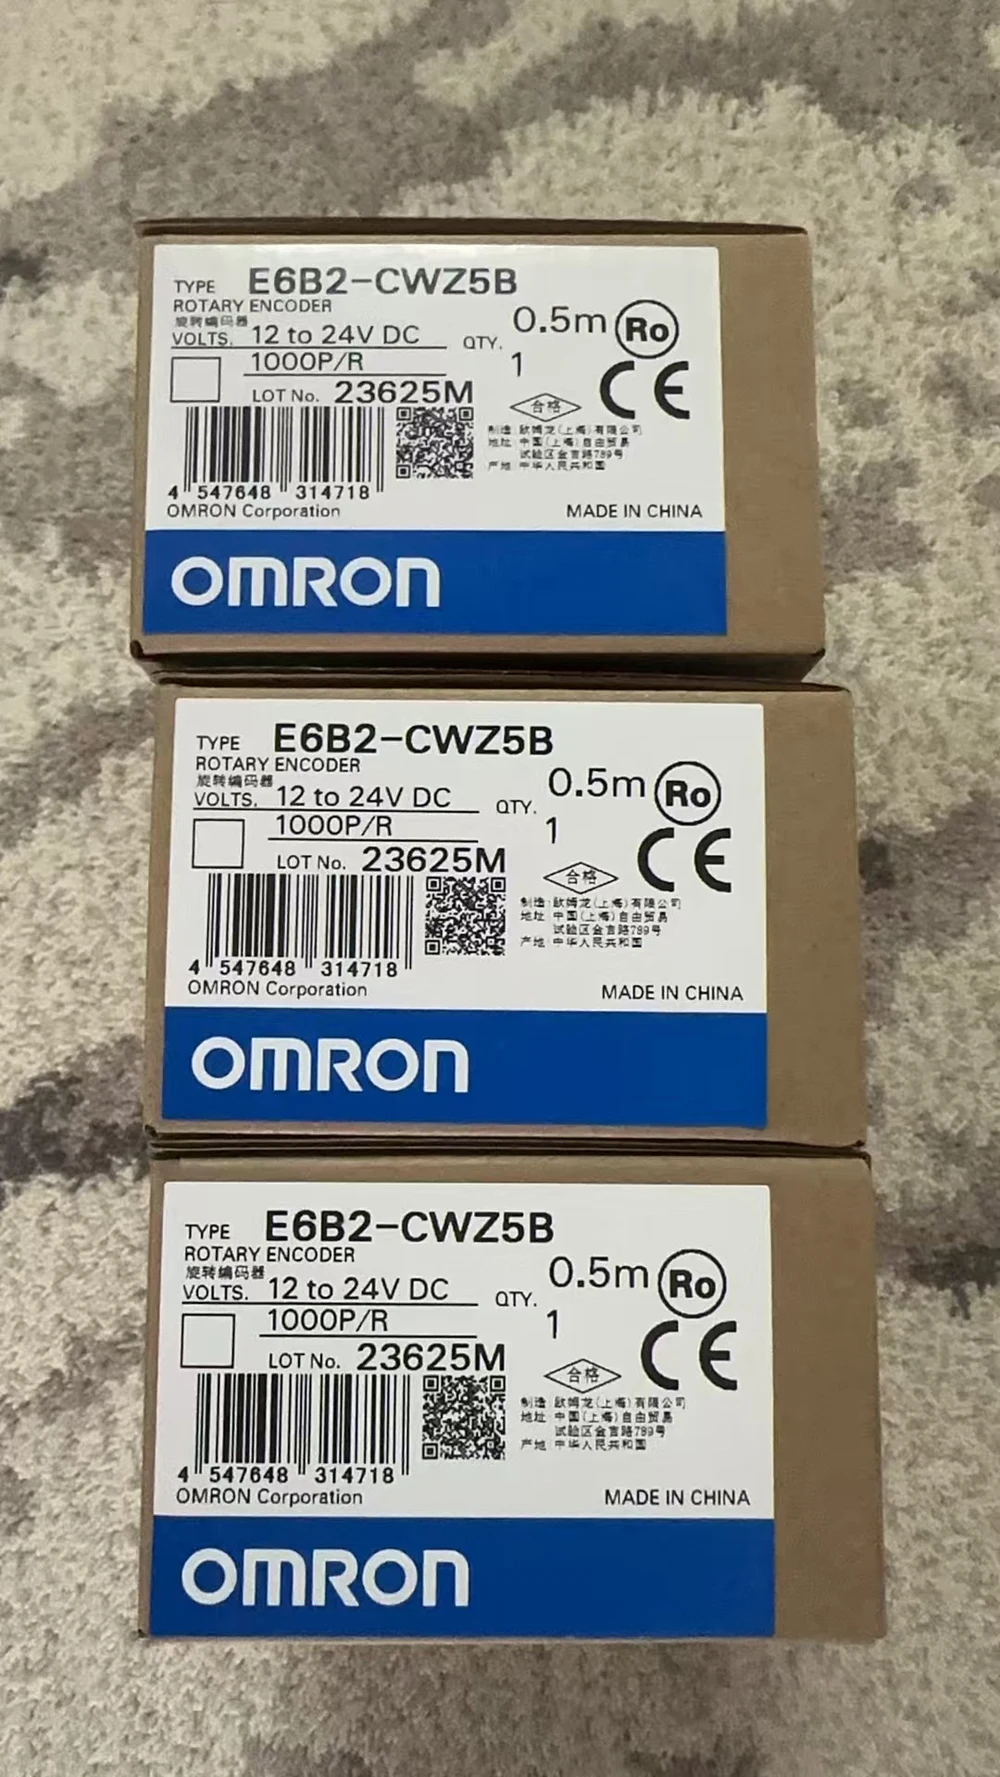 TYPE E6B2-CWZ5B
ROTARY ENCODER
旋转编码器
0.5m Ro
VOLTS. 12 to 24V DC QTY.
1000P/R 1
CE
LOT No. 23625M
合格
制造:欧姆龙(上海)有限公司
地址:中国(上海)自由贸易
试验区金吉路789号
产地:中华人民共和国
4 547648 314718
OMRON Corporation MADE IN CHINA
OMRON
TYPE E6B2-CWZ5B
ROTARY ENCODER
旋转编码器
0.5m Ro
VOLTS. 12 to 24V DC QTY.
1000P/R 1
CE
LOT No. 23625M
合格
制造:欧姆龙(上海)有限公司
地址:中国(上海)自由贸易
试验区金吉路789号
产地:中华人民共和国
4 547648 314718
OMRON Corporation MADE IN CHINA
OMRON
TYPE E6B2-CWZ5B
ROTARY ENCODER
旋转编码器
0.5m Ro
VOLTS. 12 to 24V DC QTY.
1000P/R 1
CE
LOT No. 23625M
合格
制造:欧姆龙(上海)有限公司
地址:中国(上海)自由贸易
试验区金吉路789号
产地:中华人民共和国
4 547648 314718
OMRON Corporation MADE IN CHINA
OMRON